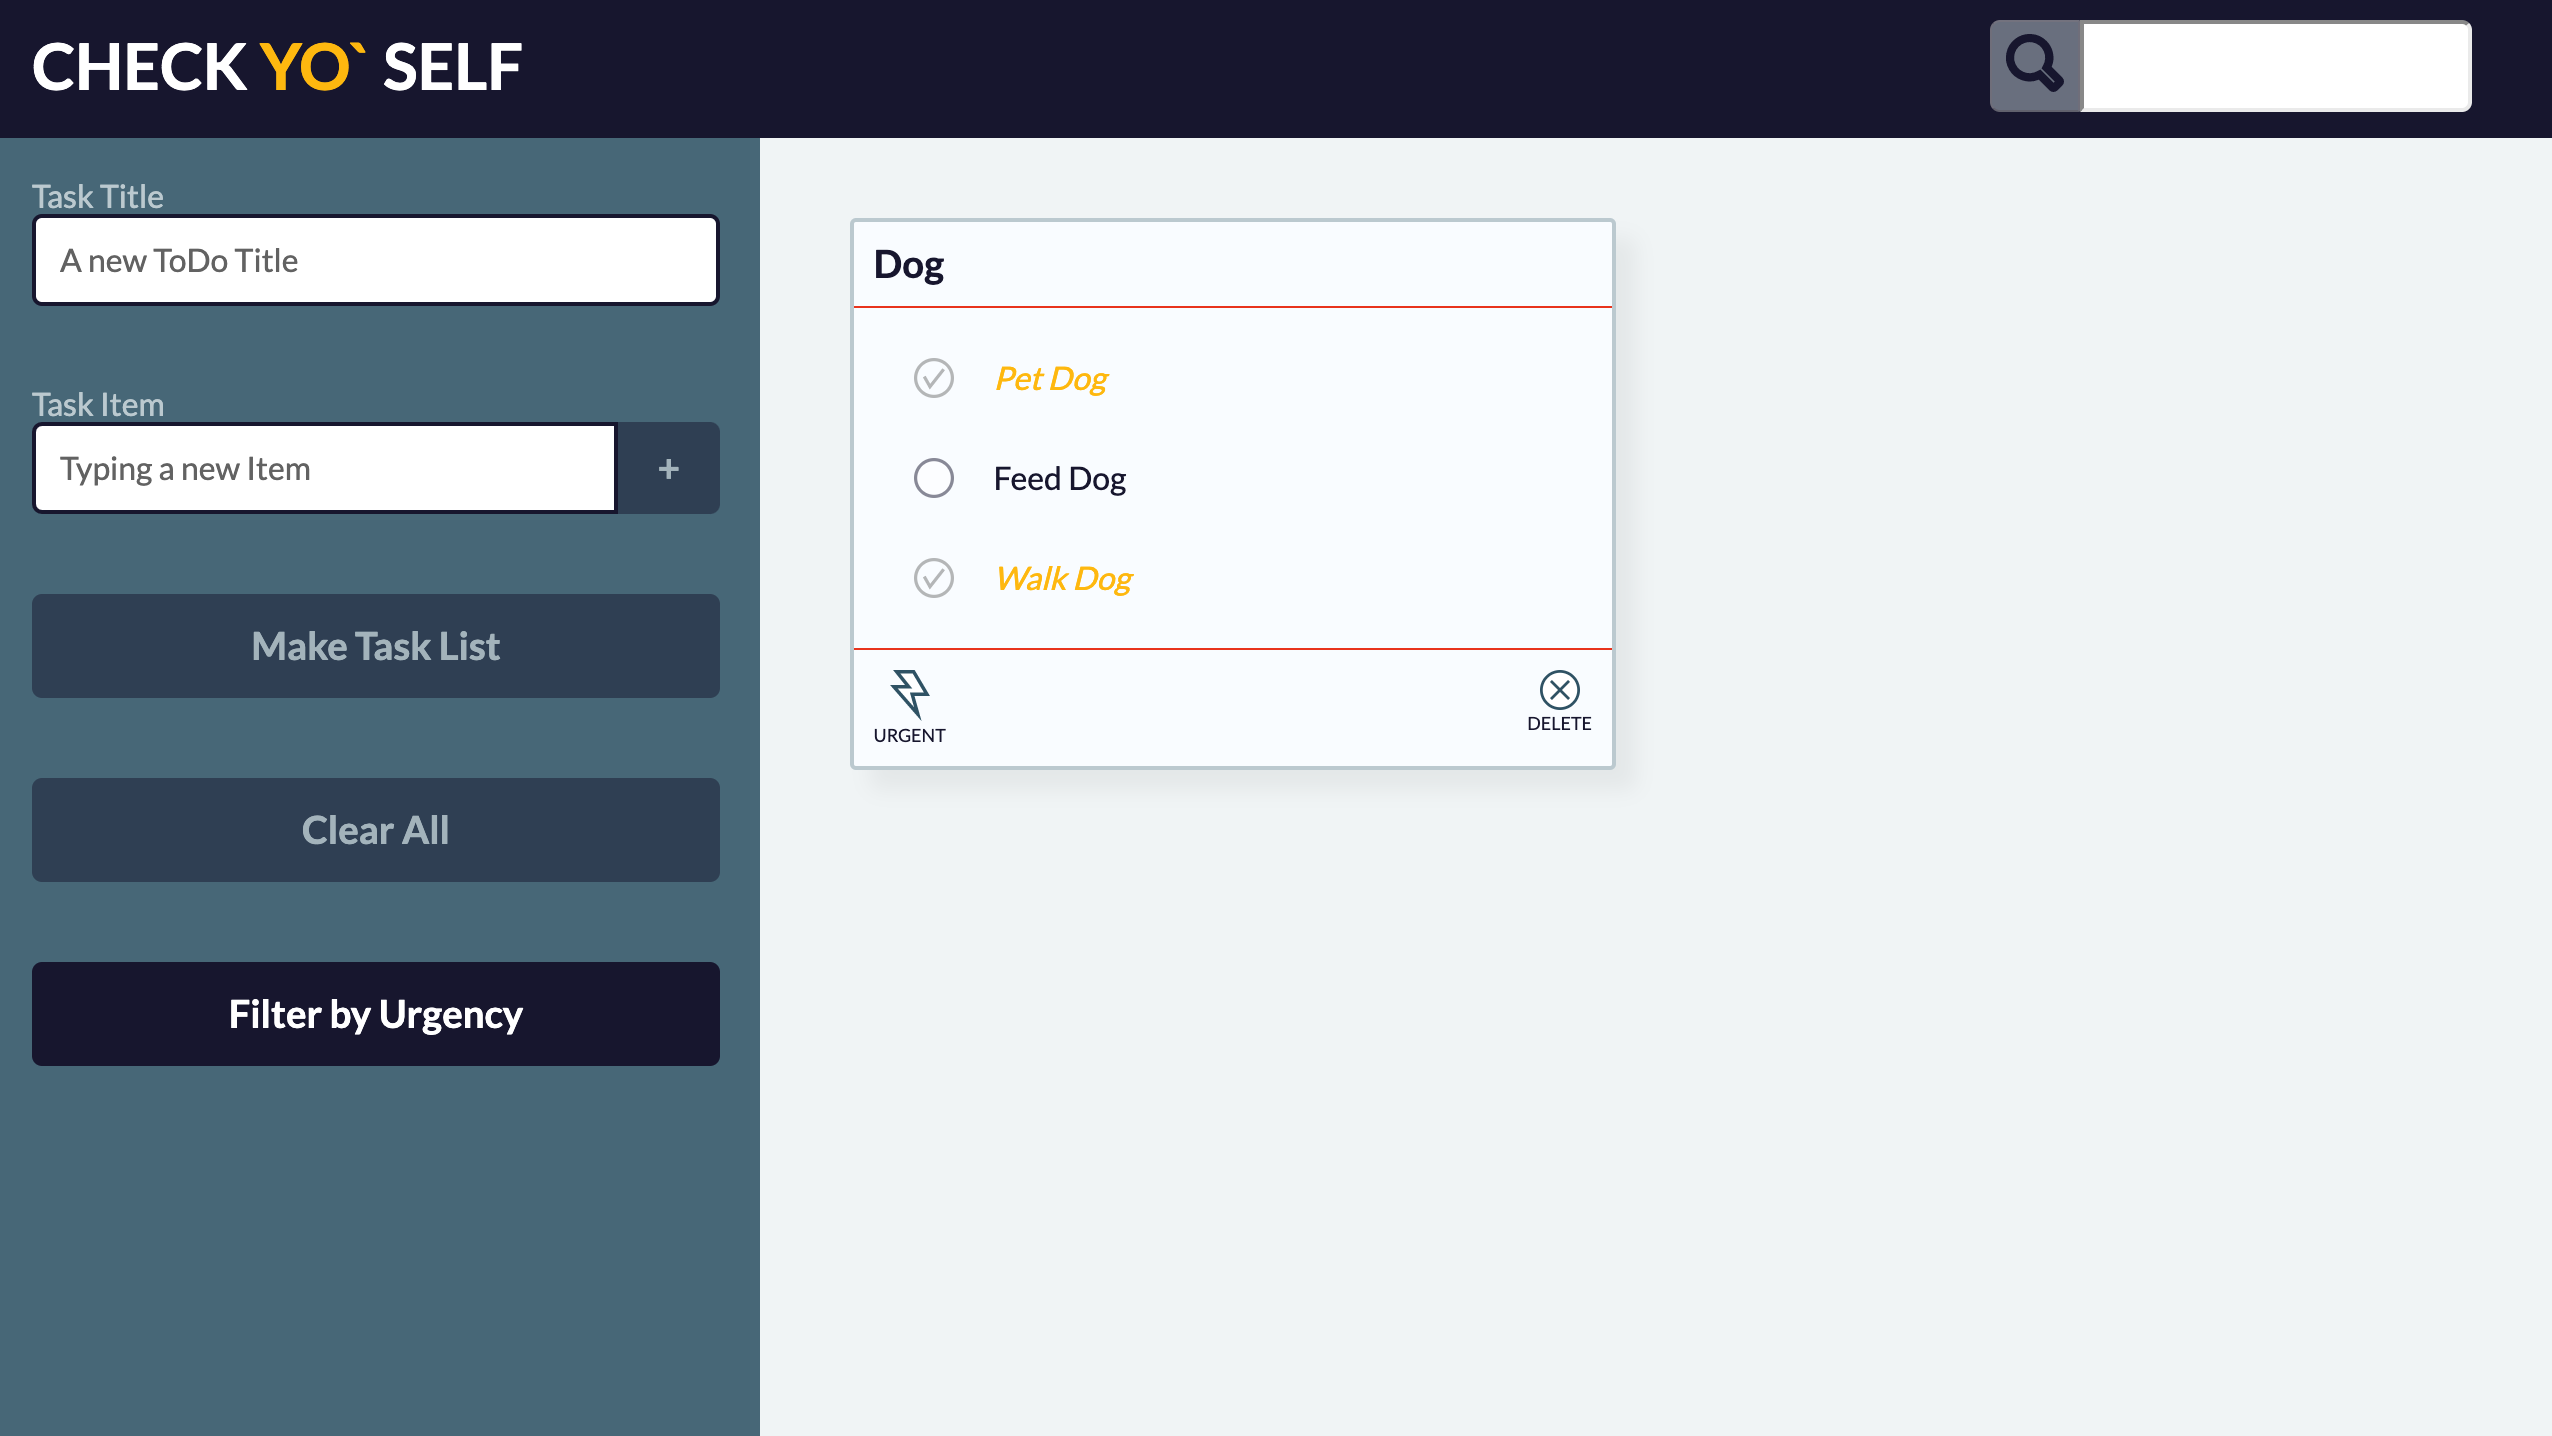 CHECK YO` SELF
Task Title
A new ToDo Title
Task Item
Typing a new Item
+
Make Task List
Clear All
Filter by Urgency
Dog
Pet Dog
Feed Dog
Walk Dog
URGENT
DELETE